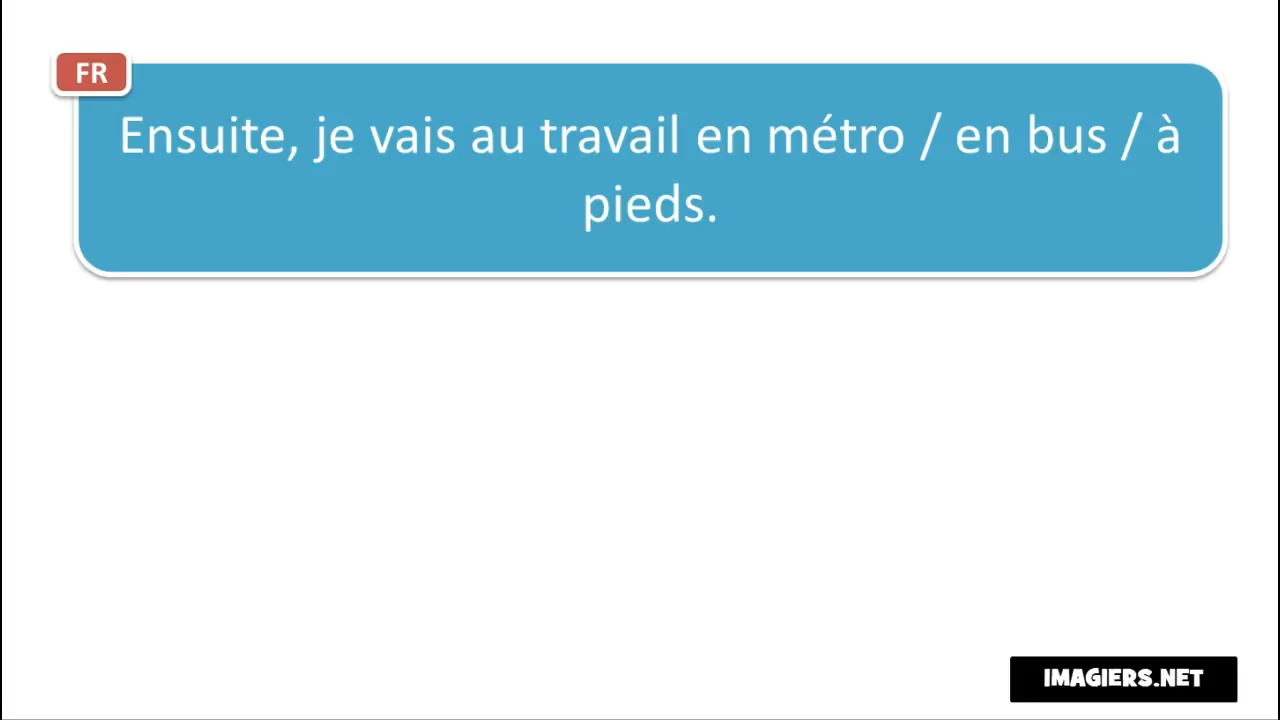 FR
Ensuite, je vais au travail en métro / en bus / à
pieds.
IMAGIERS.NET